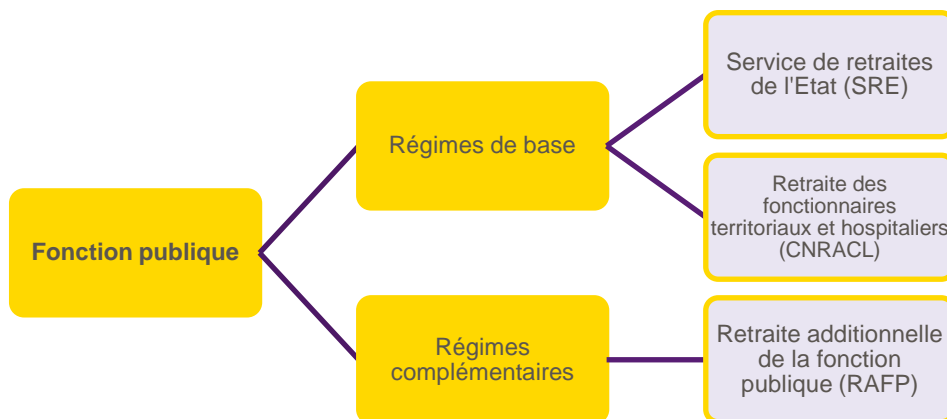 Fonction publique
Régimes de base
Service de retraites
de l'Etat (SRE)
Retraite des
fonctionnaires
territoriaux et hospitaliers
(CNRACL)
Régimes
complémentaires
Retraite additionnelle
de la fonction
publique (RAFP)